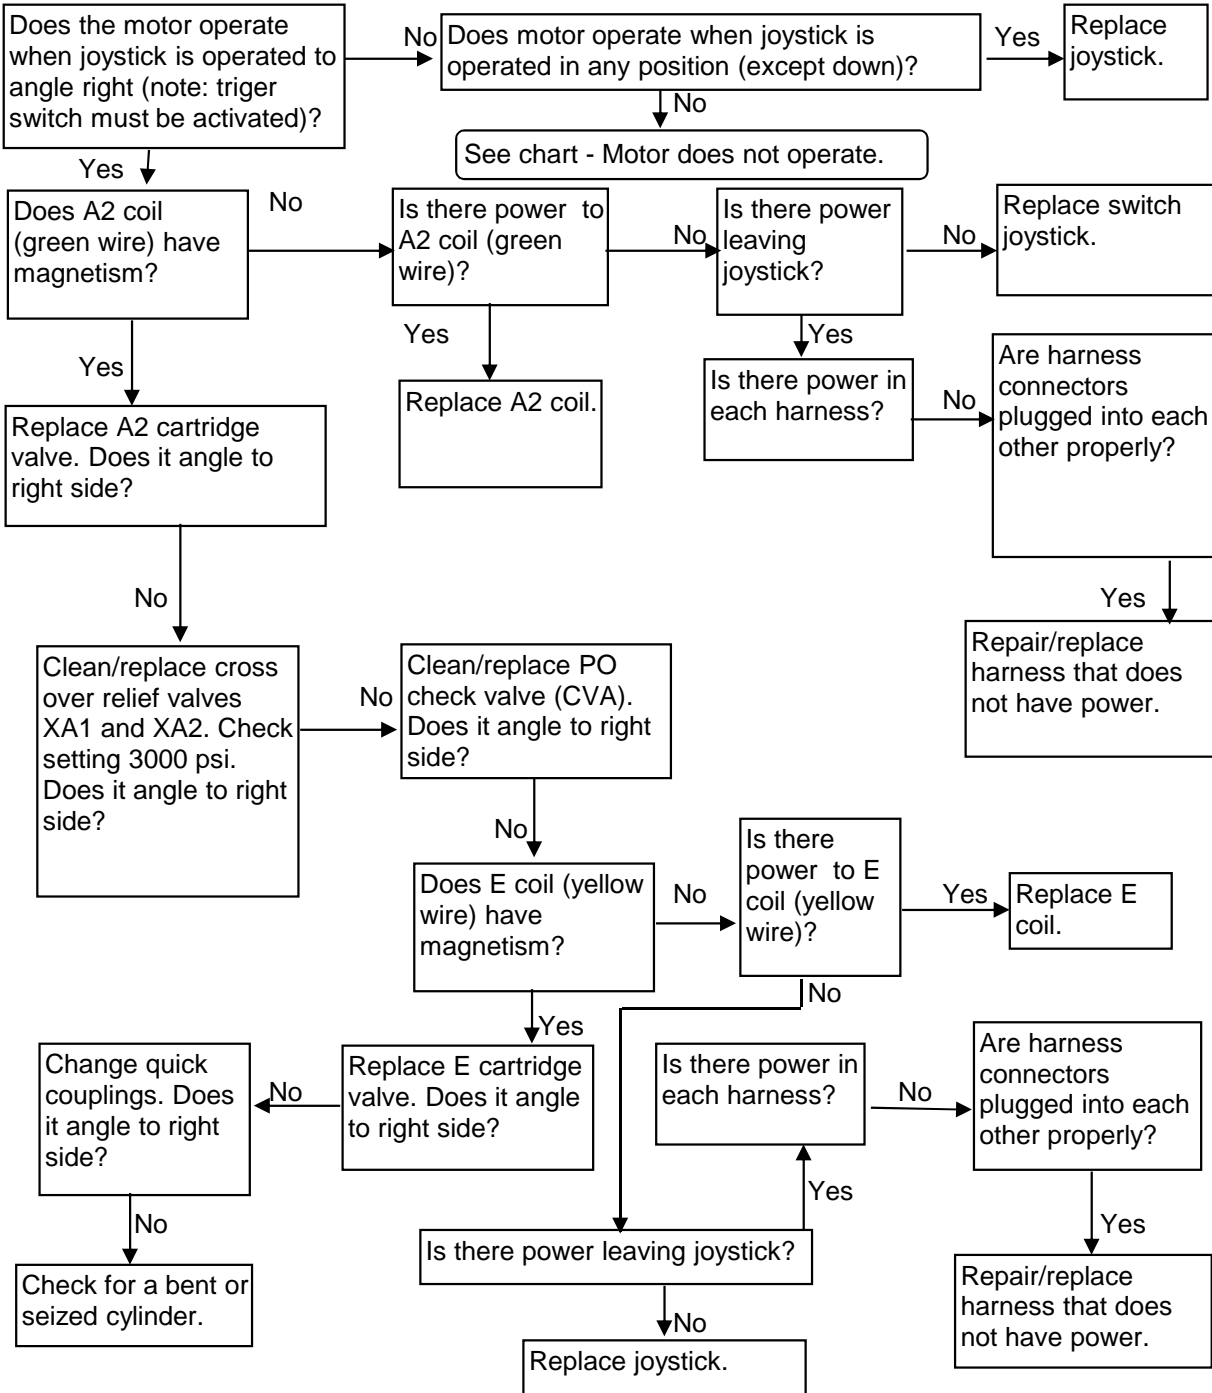 Does the motor operate
when joystick is operated to
angle right (note: triger
switch must be activated)?
No
Does motor operate when joystick is
operated in any position (except down)?
Yes
Replace
joystick.
No
See chart - Motor does not operate.
Yes
Does A2 coil
(green wire) have
magnetism?
No
Is there power to
A2 coil (green
wire)?
No
Is there power
leaving
joystick?
No
Replace switch
joystick.
Yes
Yes
Yes
Replace A2 cartridge
valve. Does it angle to
right side?
Replace A2 coil.
Is there power in
each harness?
No
Are harness
connectors
plugged into each
other properly?
No
Yes
Clean/replace cross
over relief valves
XA1 and XA2. Check
setting 3000 psi.
Does it angle to right
side?
No
Clean/replace PO
check valve (CVA).
Does it angle to right
side?
Repair/replace
harness that does
not have power.
No
Does E coil (yellow
wire) have
magnetism?
No
Is there
power to E
coil (yellow
wire)?
Yes
Replace E
coil.
No
Yes
Change quick
couplings. Does
it angle to right
side?
No
Replace E cartridge
valve. Does it angle
to right side?
Is there power in
each harness?
No
Are harness
connectors
plugged into each
other properly?
No
Yes
Yes
Check for a bent or
seized cylinder.
Is there power leaving joystick?
Repair/replace
harness that does
not have power.
No
Replace joystick.